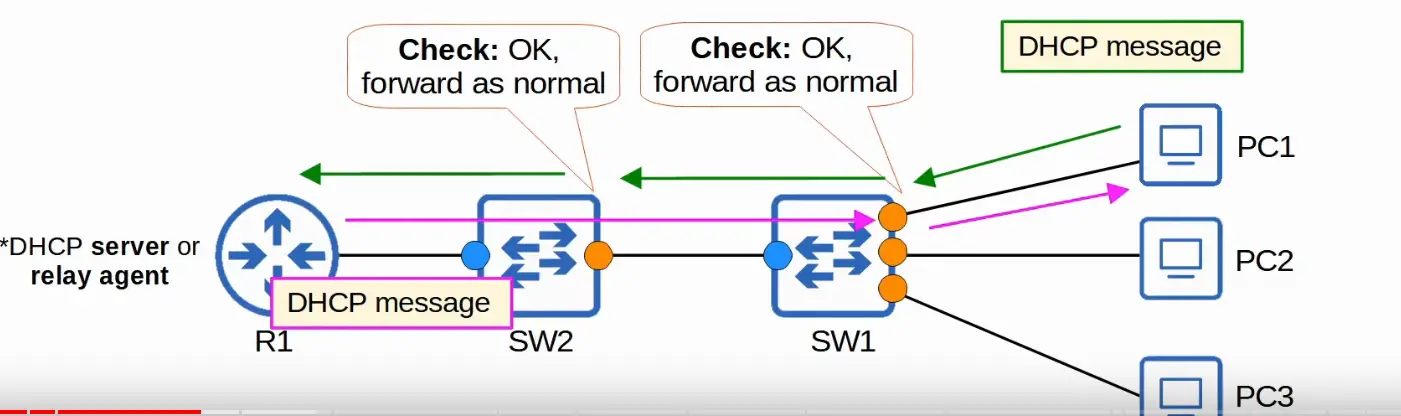 Check: OK,
forward as normal
Check: OK,
forward as normal
DHCP message
PC1
*DHCP server or
relay agent
PC2
DHCP message
R1
SW2
SW1
PC3